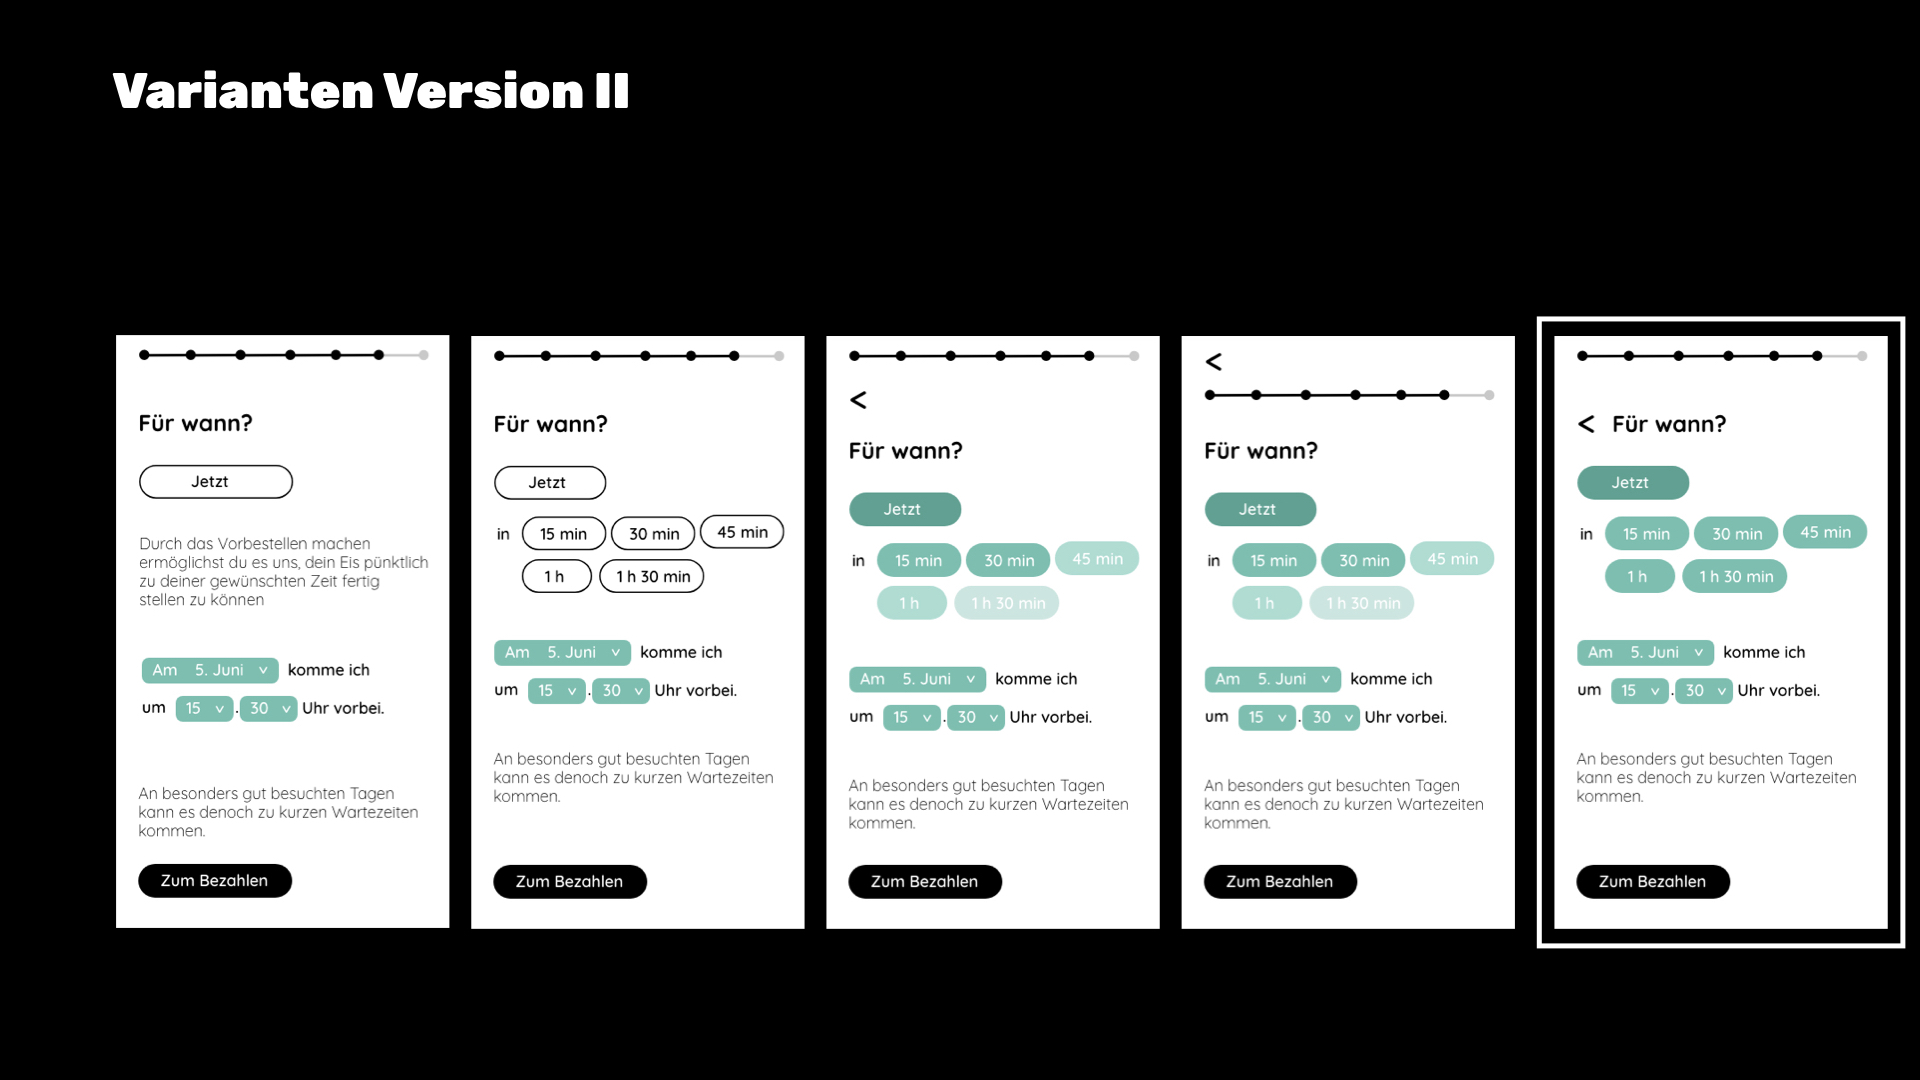 Varianten Version II
Für wann?
Jetzt
Durch das Vorbestellen machen
ermöglichst du es uns, dein Eis pünktlich
zu deiner gewünschten Zeit fertig
stellen zu können
Am 5. Juni v komme ich
um 15 v . 30 v Uhr vorbei.
An besonders gut besuchten Tagen
kann es denoch zu kurzen Wartezeiten
kommen.
Zum Bezahlen
Für wann?
Jetzt
in 15 min 30 min 45 min
1 h 1 h 30 min
Am 5. Juni v komme ich
um 15 v . 30 v Uhr vorbei.
An besonders gut besuchten Tagen
kann es denoch zu kurzen Wartezeiten
kommen.
Zum Bezahlen
<
Für wann?
Jetzt
in 15 min 30 min 45 min
1 h 1 h 30 min
Am 5. Juni v komme ich
um 15 v . 30 v Uhr vorbei.
An besonders gut besuchten Tagen
kann es denoch zu kurzen Wartezeiten
kommen.
Zum Bezahlen
<
Für wann?
Jetzt
in 15 min 30 min 45 min
1 h 1 h 30 min
Am 5. Juni v komme ich
um 15 v . 30 v Uhr vorbei.
An besonders gut besuchten Tagen
kann es denoch zu kurzen Wartezeiten
kommen.
Zum Bezahlen
< Für wann?
Jetzt
in 15 min 30 min 45 min
1 h 1 h 30 min
Am 5. Juni v komme ich
um 15 v . 30 v Uhr vorbei.
An besonders gut besuchten Tagen
kann es denoch zu kurzen Wartezeiten
kommen.
Zum Bezahlen